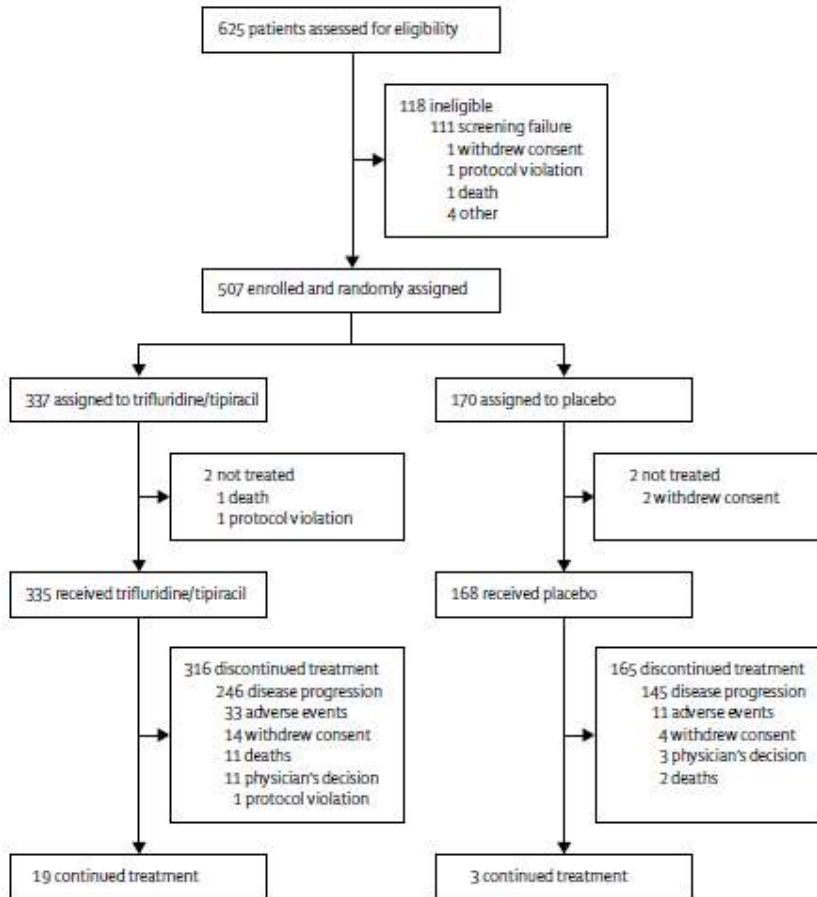 625 patients assessed for eligibility
118 ineligible
111 screening failure
1 withdrew consent
1 protocol violation
1 death
4 other
507 enrolled and randomly assigned
337 assigned to trifluridine/tipiracil
170 assigned to placebo
2 not treated
1 death
1 protocol violation
2 not treated
2 withdrew consent
335 received trifluridine/tipiracil
168 received placebo
316 discontinued treatment
246 disease progression
33 adverse events
14 withdrew consent
11 deaths
11 physician's decision
1 protocol violation
165 discontinued treatment
145 disease progression
11 adverse events
4 withdrew consent
3 physician's decision
2 deaths
19 continued treatment
3 continued treatment